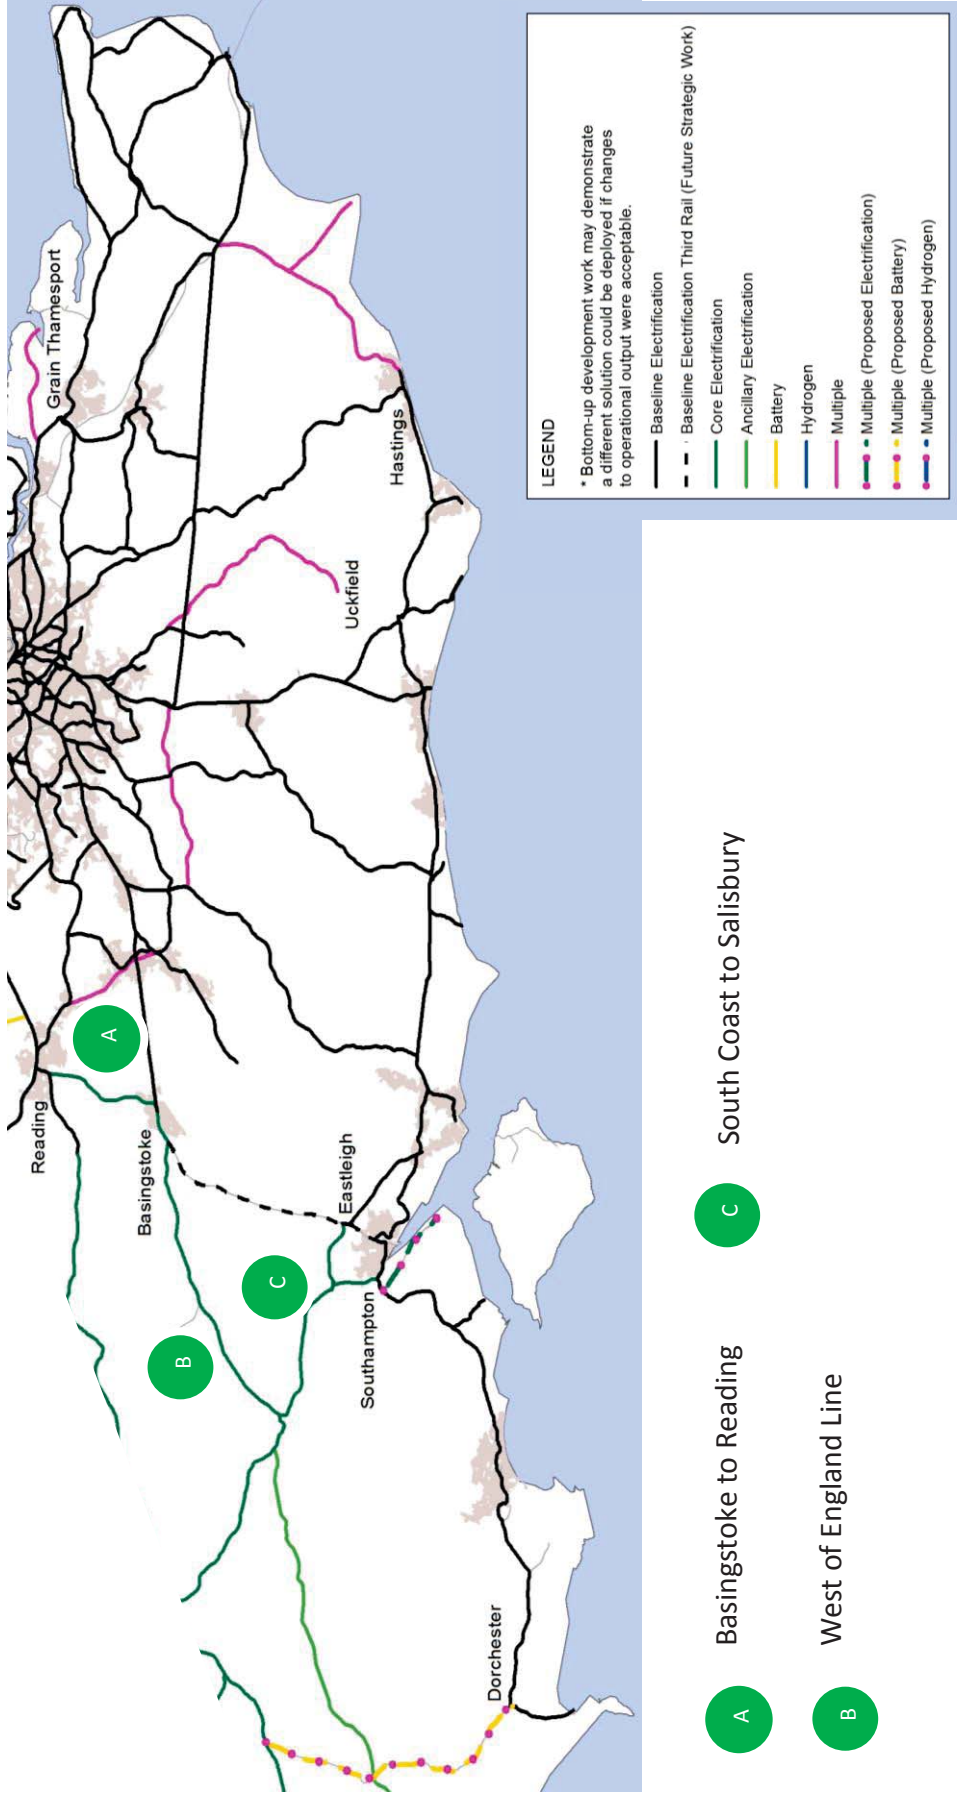 Grain Thamesport
Reading
Basingstoke
Eastleigh
Southampton
Hastings
Uckfield
Dorchester
A
B
C
LEGEND
* Bottom-up development work may demonstrate
a different solution could be deployed if changes
to operational output were acceptable.
Baseline Electrification
Baseline Electrification Third Rail (Future Strategic Work)
Core Electrification
Ancillary Electrification
Battery
Hydrogen
Multiple
Multiple (Proposed Electrification)
Multiple (Proposed Battery)
Multiple (Proposed Hydrogen)
A Basingstoke to Reading
B West of England Line
C South Coast to Salisbury